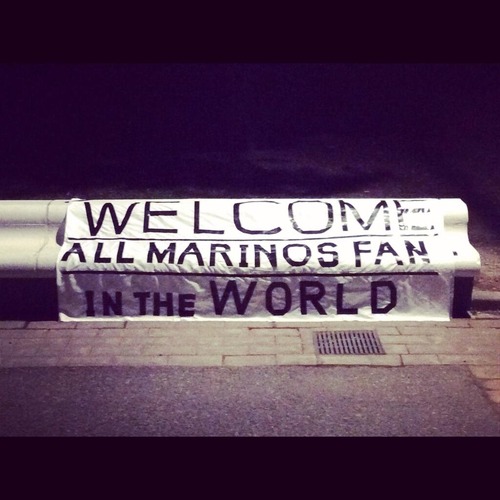 WELCOME
ALL MARINOS FAN
IN THE WORLD